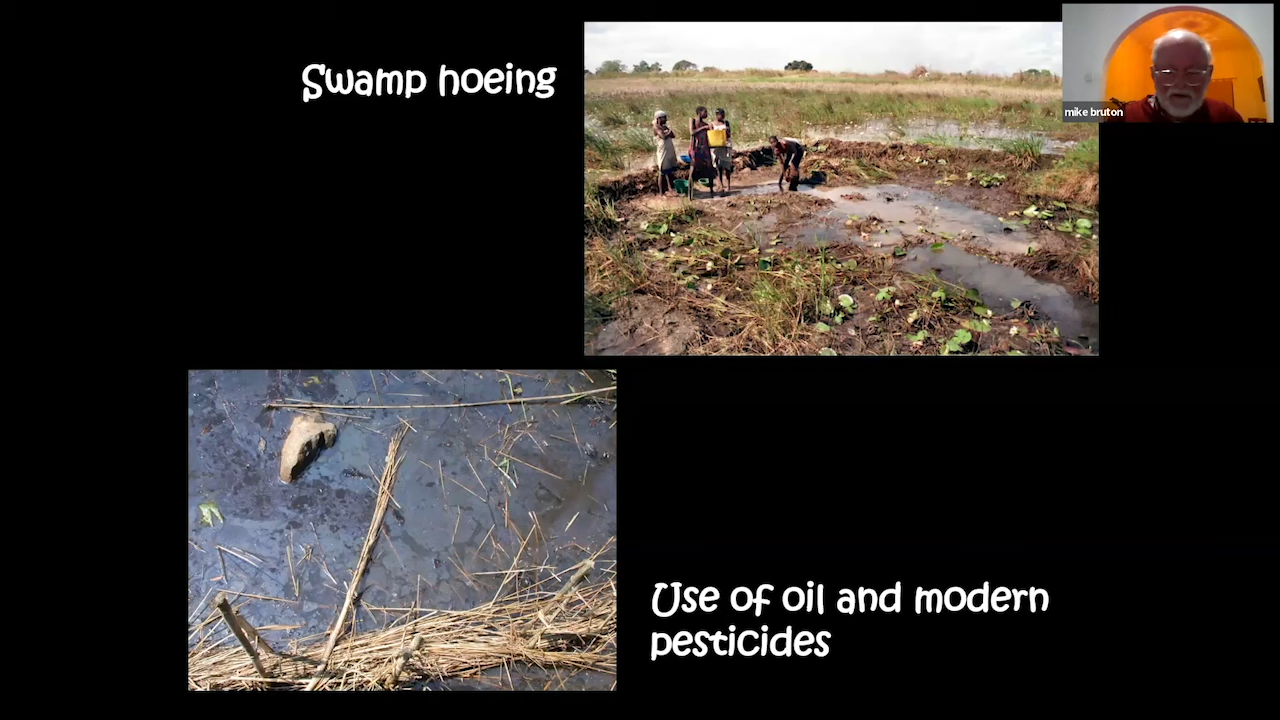 Swamp hoeing
mike bruton
Use of oil and modern
pesticides